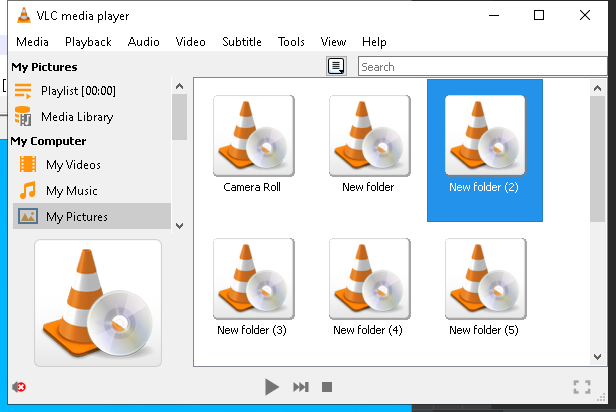 VLC media player
Media Playback Audio Video Subtitle Tools View Help
My Pictures
Search
Playlist [00:00]
Media Library
My Computer
My Videos
My Music
My Pictures
Camera Roll
New folder
New folder (2)
New folder (3)
New folder (4)
New folder (5)